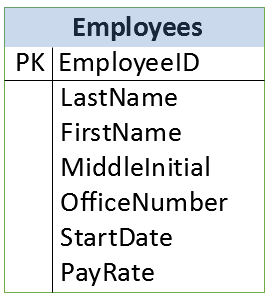 Employees
PK EmployeeID
LastName
FirstName
MiddleInitial
OfficeNumber
StartDate
PayRate